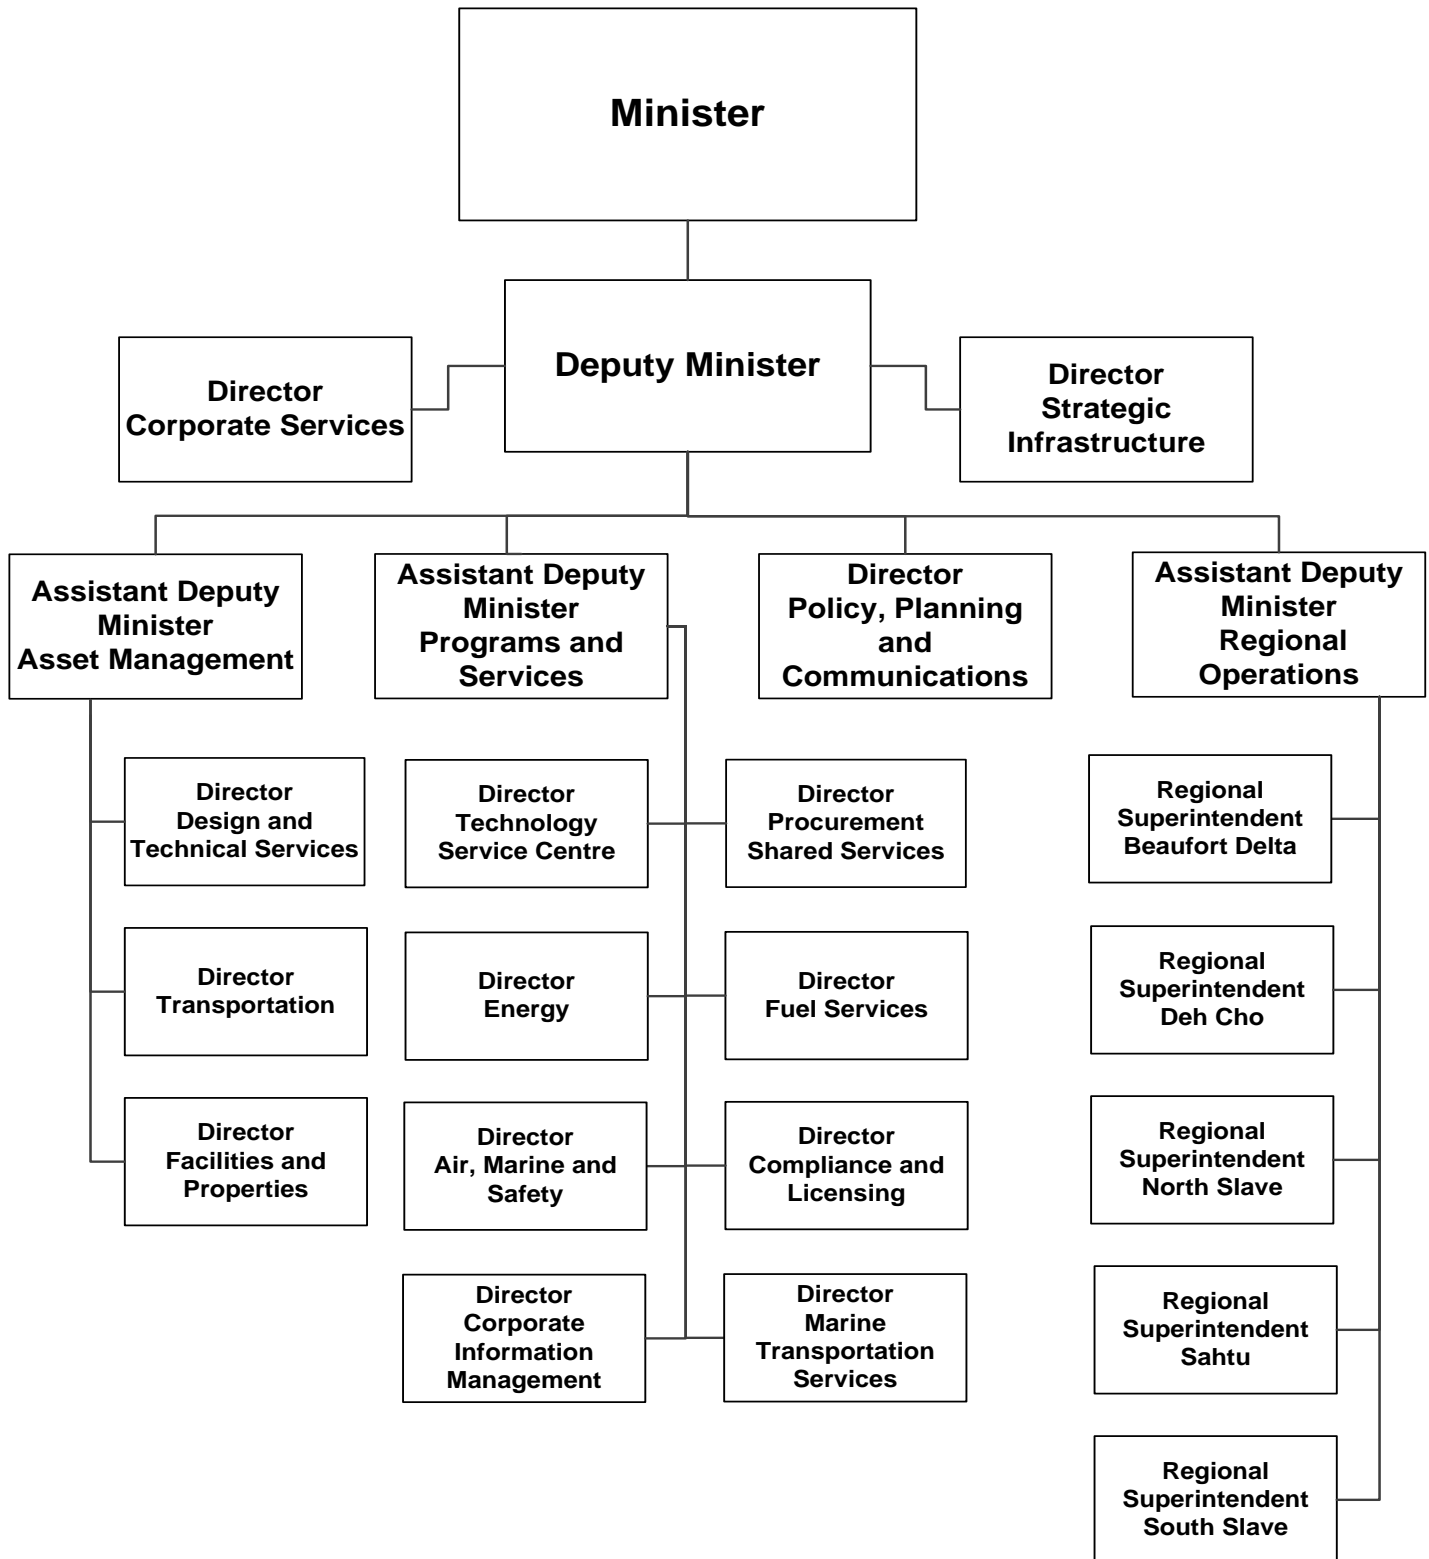 Minister
Deputy Minister
Director
Corporate Services
Director
Strategic
Infrastructure
Assistant Deputy
Minister
Asset Management
Assistant Deputy
Minister
Programs and
Services
Director
Policy, Planning
and
Communications
Assistant Deputy
Minister
Regional
Operations
Director
Design and
Technical Services
Director
Technology
Service Centre
Director
Procurement
Shared Services
Regional
Superintendent
Beaufort Delta
Director
Transportation
Director
Energy
Director
Fuel Services
Regional
Superintendent
Deh Cho
Director
Facilities and
Properties
Director
Air, Marine and
Safety
Director
Compliance and
Licensing
Regional
Superintendent
North Slave
Director
Corporate
Information
Management
Director
Marine
Transportation
Services
Regional
Superintendent
Sahtu
Regional
Superintendent
South Slave